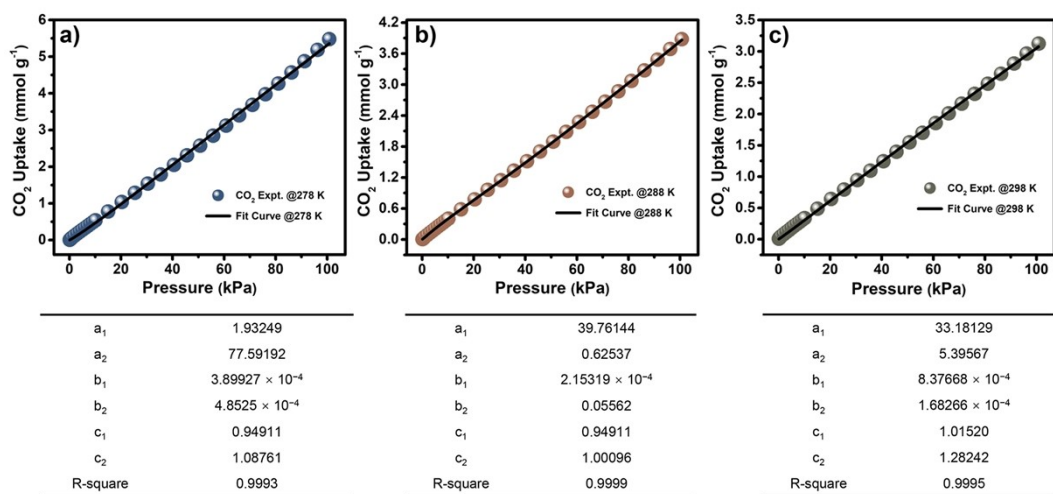 a)
CO₂ Uptake (mmol g⁻¹)
5.5
5
4
3
2
1
0
CO₂ Expt. @278 K
Fit Curve @278 K
0 20 40 60 80 100
Pressure (kPa)
a₁ 1.93249
a₂ 77.59192
b₁ 3.89927 × 10⁻⁴
b₂ 4.8525 × 10⁻⁴
c₁ 0.94911
c₂ 1.08761
R-square 0.9993
b)
CO₂ Uptake (mmol g⁻¹)
4.2
3.6
3.0
2.4
1.8
1.2
0.6
0.0
CO₂ Expt. @288 K
Fit Curve @288 K
0 20 40 60 80 100
Pressure (kPa)
a₁ 39.76144
a₂ 0.62537
b₁ 2.15319 × 10⁻⁴
b₂ 0.05562
c₁ 0.94911
c₂ 1.00096
R-square 0.9999
c)
CO₂ Uptake (mmol g⁻¹)
3.5
3.0
2.5
2.0
1.5
1.0
0.5
0.0
CO₂ Expt. @298 K
Fit Curve @298 K
0 20 40 60 80 100
Pressure (kPa)
a₁ 33.18129
a₂ 5.39567
b₁ 8.37668 × 10⁻⁴
b₂ 1.68266 × 10⁻⁴
c₁ 1.01520
c₂ 1.28242
R-square 0.9995